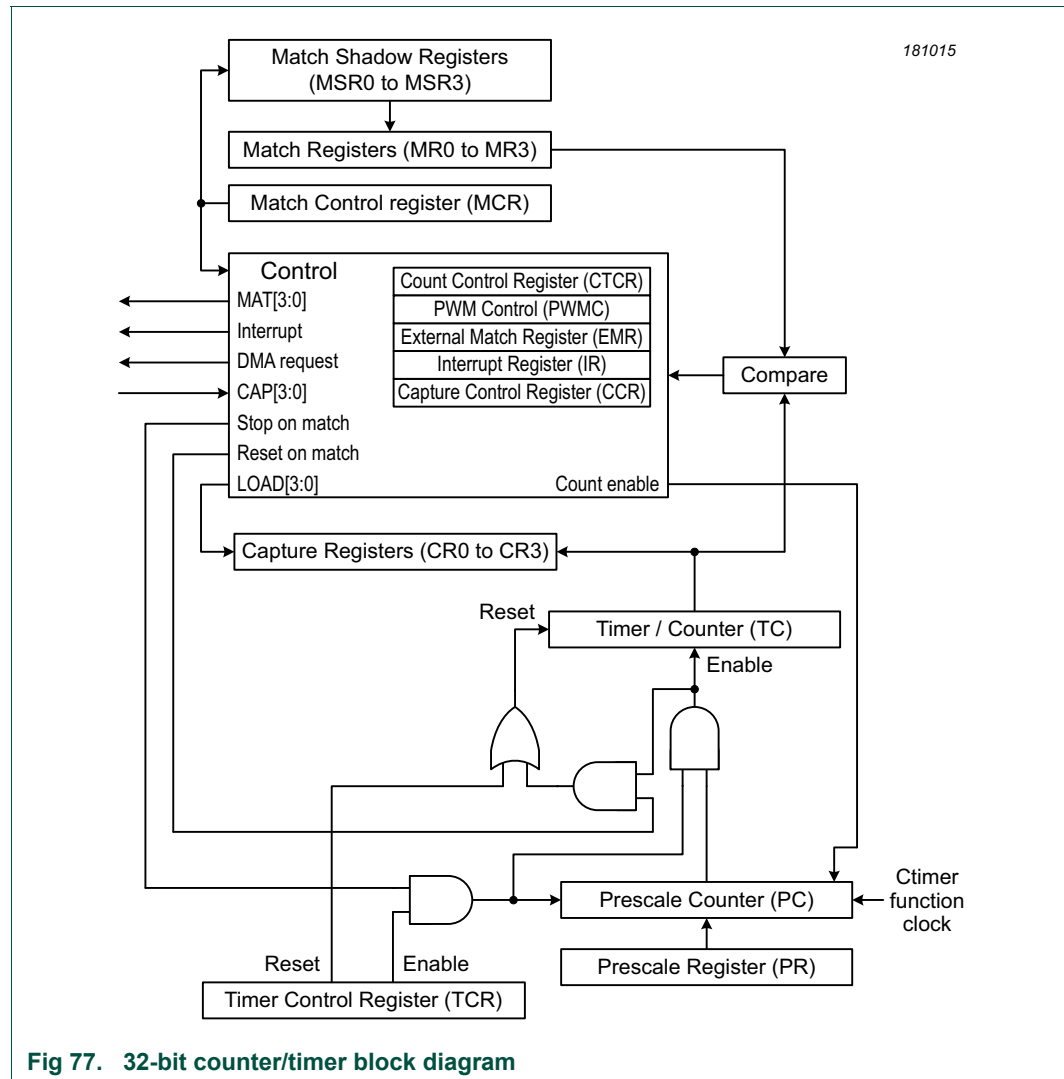 181015
Match Shadow Registers
(MSR0 to MSR3)
Match Registers (MR0 to MR3)
Match Control register (MCR)
Control
MAT[3:0]
Interrupt
DMA request
CAP[3:0]
Stop on match
Reset on match
LOAD[3:0]
Count Control Register (CTCR)
PWM Control (PWMC)
External Match Register (EMR)
Interrupt Register (IR)
Capture Control Register (CCR)
Count enable
Compare
Capture Registers (CR0 to CR3)
Reset
Timer / Counter (TC)
Enable
Prescale Counter (PC)
Ctimer
function
clock
Prescale Register (PR)
Reset
Enable
Timer Control Register (TCR)
Fig 77. 32-bit counter/timer block diagram